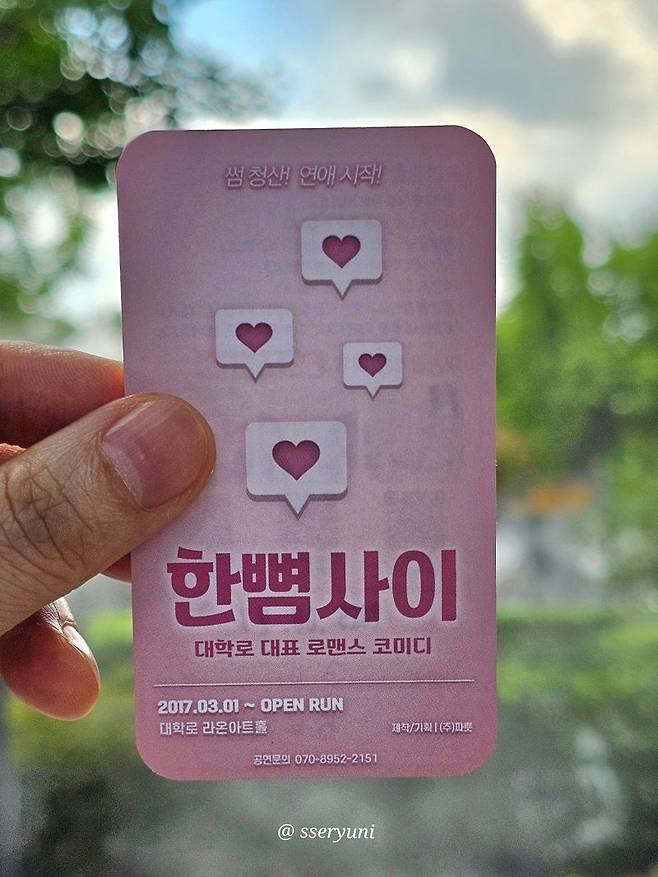 썸 청산! 연애 시작!
한뼘사이
대학로 대표 로맨스 코미디
2017.03.01 ~ OPEN RUN
대학로 라온아트홀 제작/기획 | (주)파룻
공연문의 070-8952-2151
@ sseryuni